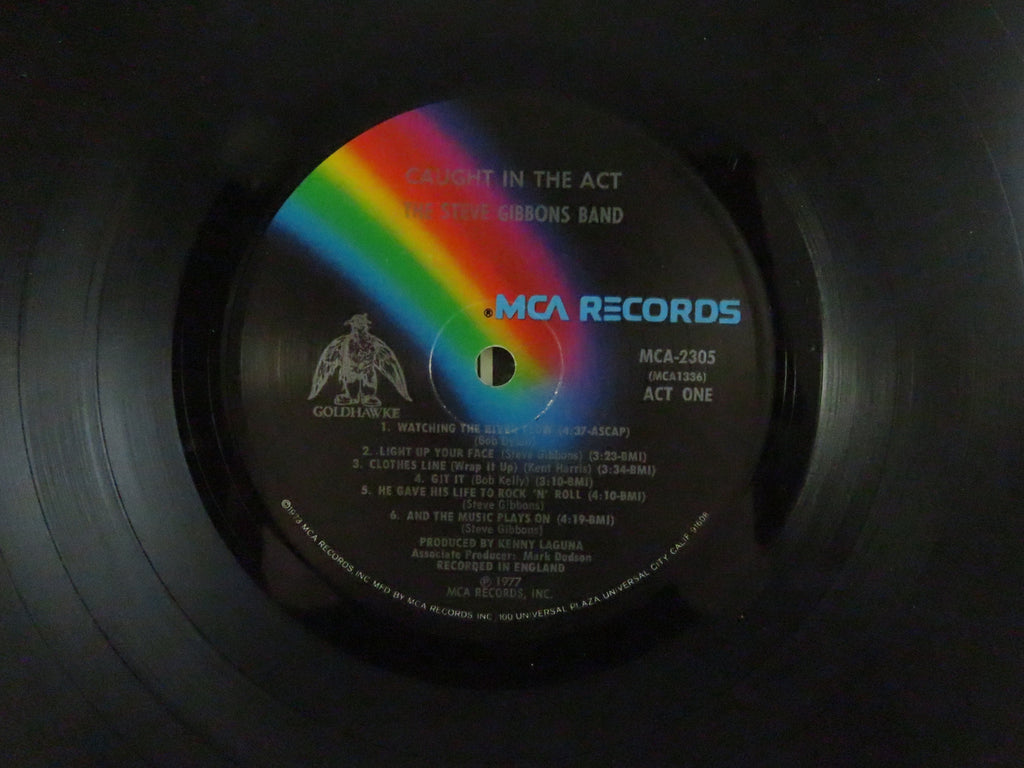 CAUGHT IN THE ACT
THE STEVE GIBBONS BAND
®MCA RECORDS
MCA-2305
(MCA1336)
ACT ONE
GOLDHAWKE
1. WATCHING THE RIVER FLOW (4:37-ASCAP)
(Bob Dylan)
2. LIGHT UP YOUR FACE (Steve Gibbons) (3:23-BMI)
3. CLOTHES LINE (Wrap It Up) (Kent Harris) (3:34-BMI)
4. GIT IT (Bob Kelly) (3:10-BMI)
5. HE GAVE HIS LIFE TO ROCK 'N' ROLL (4:10-BMI)
(Steve Gibbons)
6. AND THE MUSIC PLAYS ON (4:19-BMI)
(Steve Gibbons)
PRODUCED BY KENNY LAGUNA
Associate Producer: Mark Dodson
RECORDED IN ENGLAND
℗ 1977
MCA RECORDS, INC.
©1973 MCA RECORDS INC MFD BY MCA RECORDS INC 100 UNIVERSAL PLAZA, UNIVERSAL CITY CALIF 91608